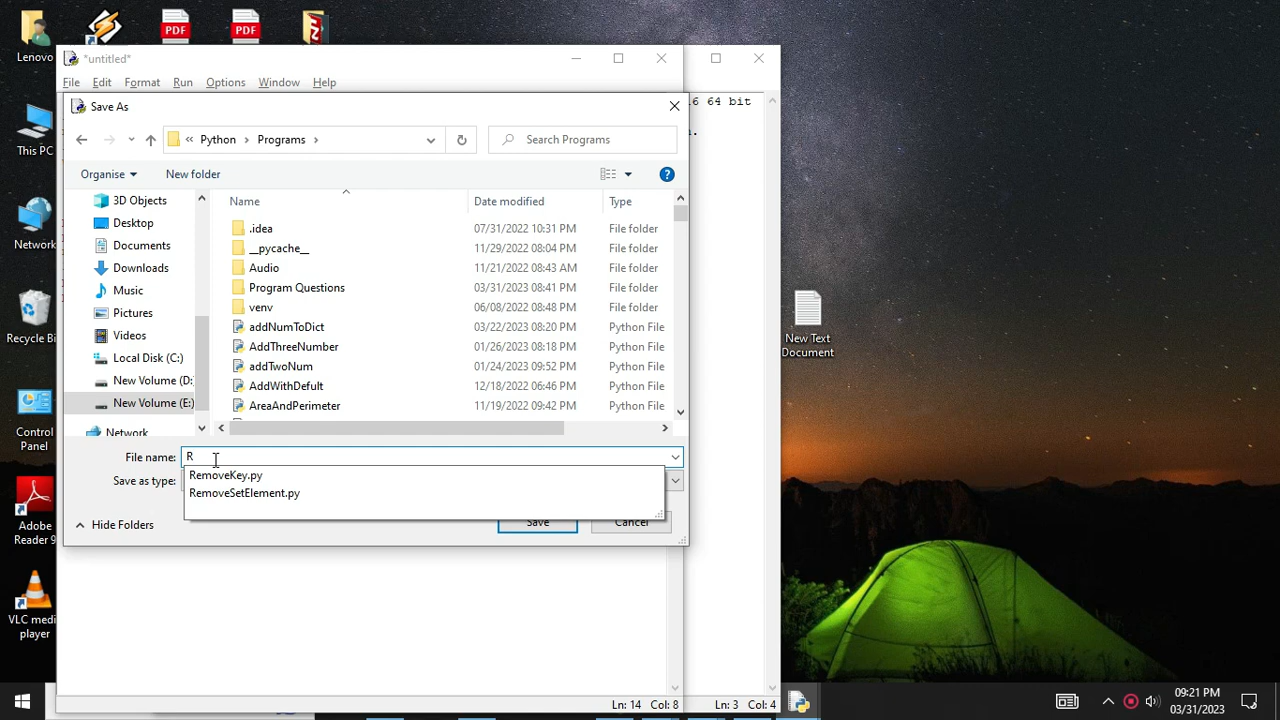 PDF
PDF
Lenovo
*untitled*
File Edit Format Run Options Help
Save As
6 64 bit
Python Programs
Search Programs
This PC
Organise New folder
3D Objects
Name Date modified Type
Desktop
.idea 07/31/2022 10:31 PM File folder
Network
Documents
__pycache__ 11/29/2022 08:04 PM File folder
Downloads
Audio 11/21/2022 08:43 AM File folder
Music
Program Questions 03/31/2023 08:41 PM File folder
Pictures
venv 06/08/2022 08:48 PM File folder
addNumToDict 03/22/2023 08:20 PM Python File
Videos
Recycle Bi
New Text
Document
AddThreeNumber 01/26/2023 08:18 PM Python File
Local Disk (C:)
addTwoNum 01/24/2023 09:52 PM Python File
New Volume (D:
AddWithDefult 12/18/2022 06:46 PM Python File
New Volume (E:)
AreaAndPerimeter 11/19/2022 09:42 PM Python File
Control
Panel
Network
File name: R
RemoveKey.py
Save as type:
RemoveSetElement.py
Adobe
Reader 9
Hide Folders
Save Cancel
VLC medi
player
Ln: 14 Col: 8
Ln: 3 Col: 4
09:21 PM
03/31/2023